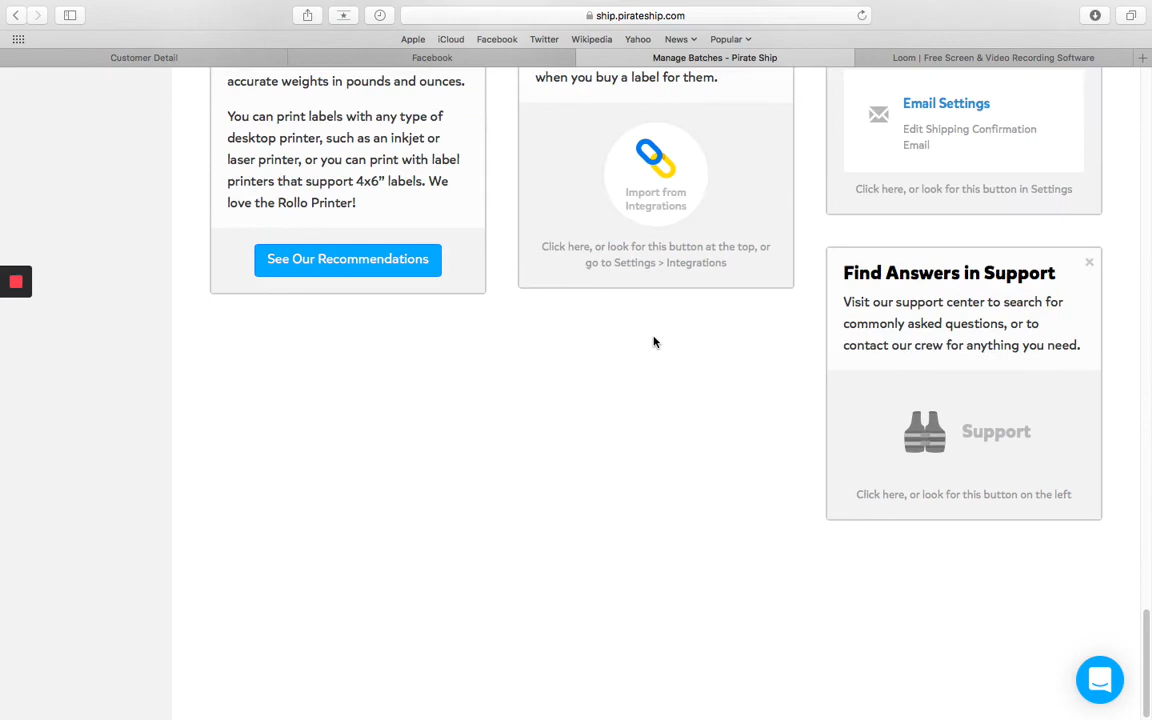 ship.pirateship.com
Apple iCloud Facebook Twitter Wikipedia Yahoo News Popular
Customer Detail
Facebook
Manage Batches - Pirate Ship
Loom | Free Screen & Video Recording Software
accurate weights in pounds and ounces.
You can print labels with any type of
desktop printer, such as an inkjet or
laser printer, or you can print with label
printers that support 4x6” labels. We
love the Rollo Printer!
See Our Recommendations
when you buy a label for them.
Import from
Integrations
Click here, or look for this button at the top, or
go to Settings > Integrations
Email Settings
Edit Shipping Confirmation
Email
Click here, or look for this button in Settings
Find Answers in Support
Visit our support center to search for
commonly asked questions, or to
contact our crew for anything you need.
Support
Click here, or look for this button on the left